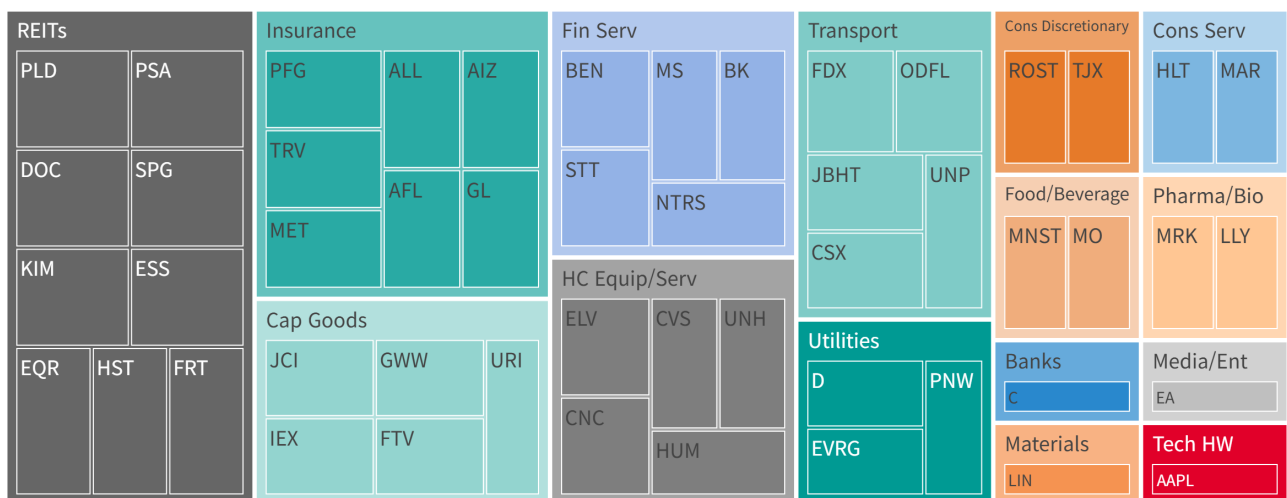 REITs
PLD
PSA
DOC
SPG
KIM
ESS
EQR
HST
FRT
Insurance
PFG
ALL
AIZ
TRV
AFL
GL
MET
Cap Goods
JCI
GWW
URI
IEX
FTV
Fin Serv
BEN
MS
BK
STT
NTRS
HC Equip/Serv
ELV
CVS
UNH
CNC
HUM
Transport
FDX
ODFL
JBHT
UNP
CSX
Utilities
D
PNW
EVRG
Cons Discretionary
ROST
TJX
Cons Serv
HLT
MAR
Food/Beverage
MNST
MO
Pharma/Bio
MRK
LLY
Banks
C
Media/Ent
EA
Materials
LIN
Tech HW
AAPL